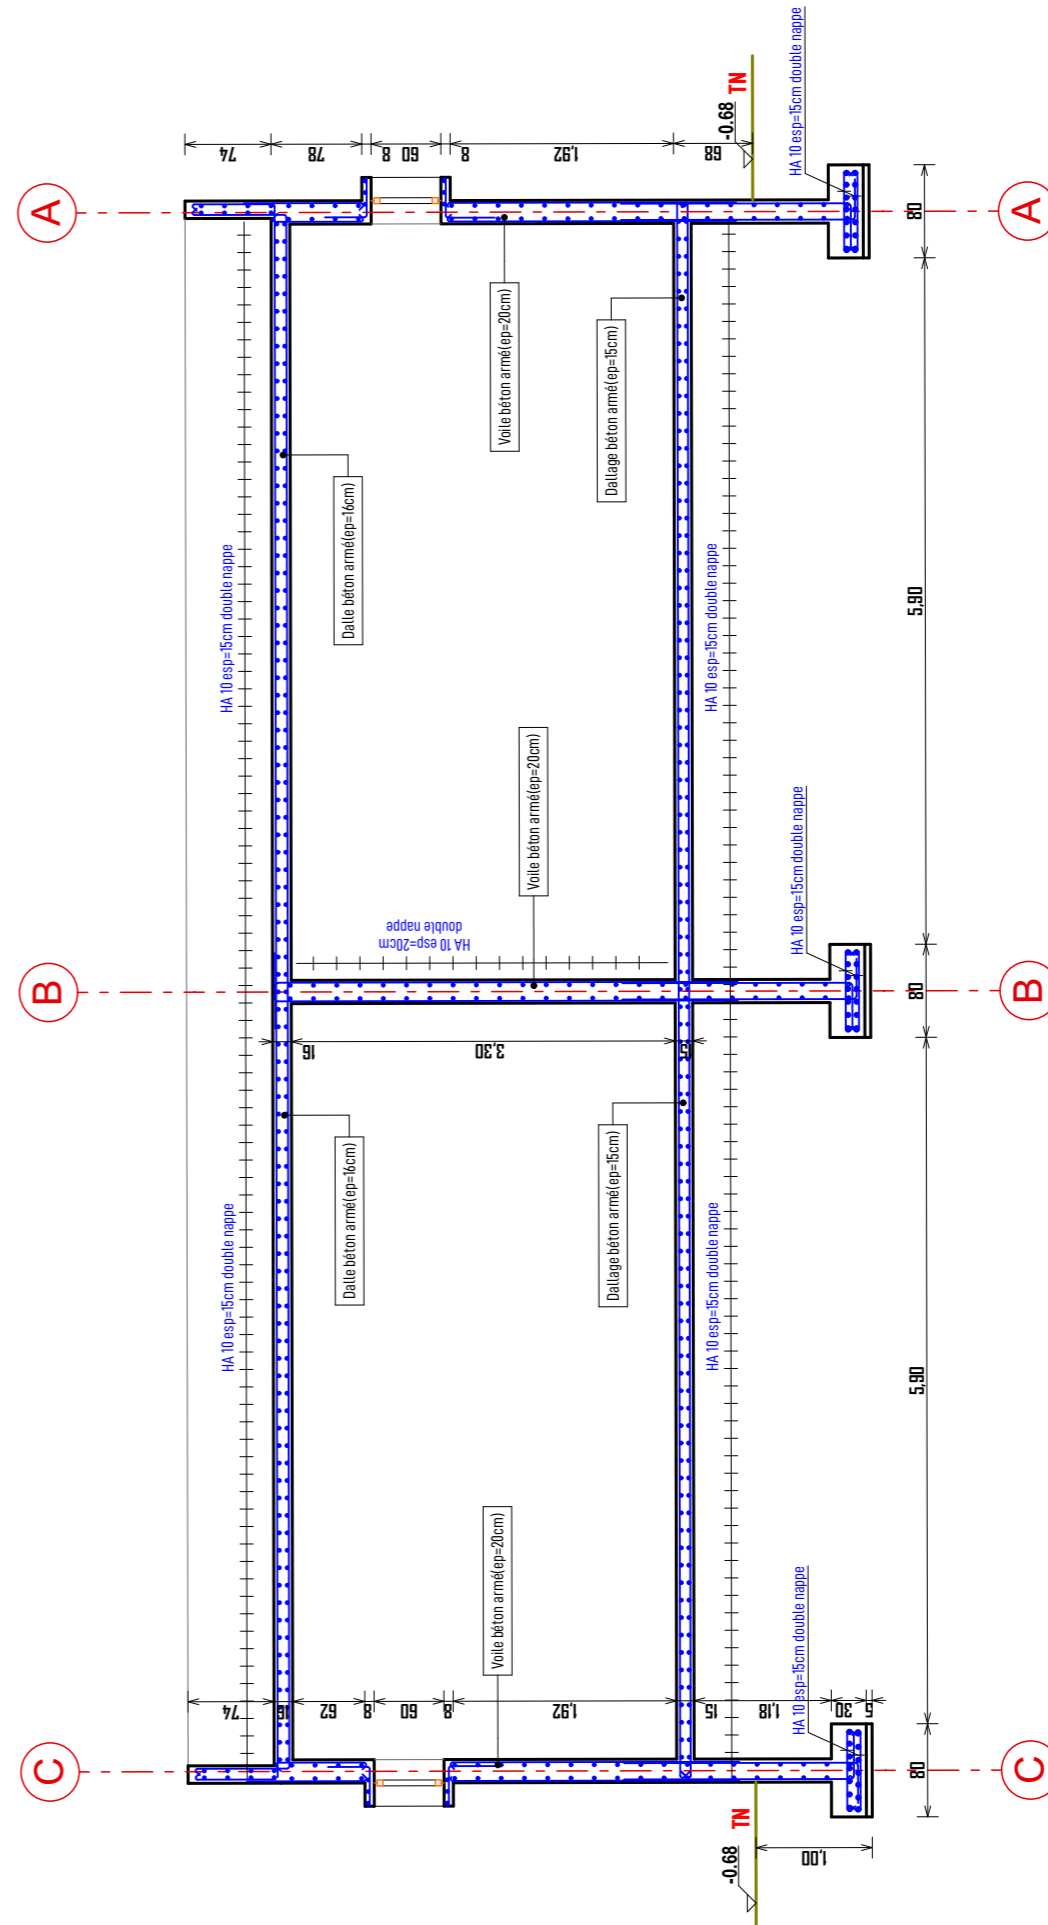 A
B
C
74
78
8
60
8
1,92
68
-0.68
TN
HA 10 esp=15cm double nappe
HA 10 esp=15cm double nappe
HA 10 esp=15cm double nappe
Dalle béton armé(ep=16cm)
Voile béton armé(ep=20cm)
Dallage béton armé(ep=15cm)
80
5,90
Voile béton armé(ep=20cm)
HA 10 esp=20cm
double nappe
HA 10 esp=15cm double nappe
80
16
3,30
15
Dalle béton armé(ep=16cm)
Dallage béton armé(ep=15cm)
HA 10 esp=15cm double nappe
HA 10 esp=15cm double nappe
5,90
Voile béton armé(ep=20cm)
HA 10 esp=15cm double nappe
74
16
62
8
60
8
1,92
15
1,18
30
5
80
TN
-0.68
1,00
A
B
C